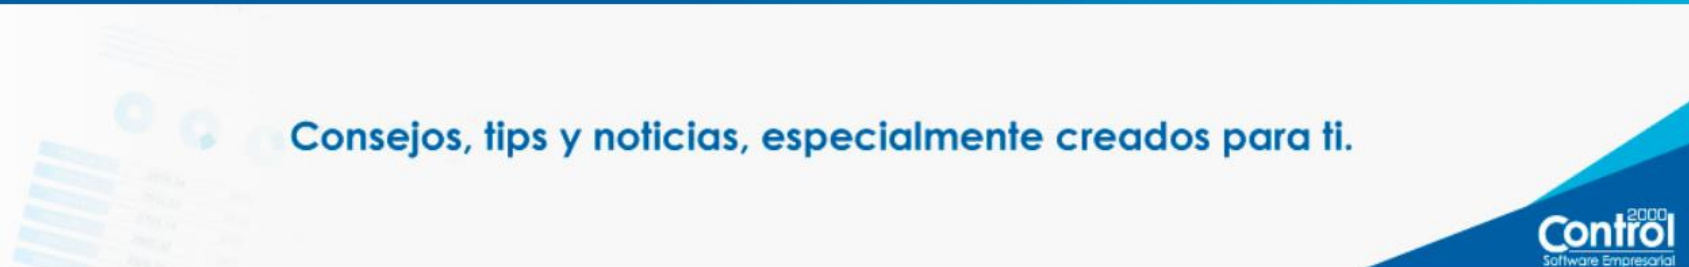 Consejos, tips y noticias, especialmente creados para ti.
2000
Control
Software Empresarial